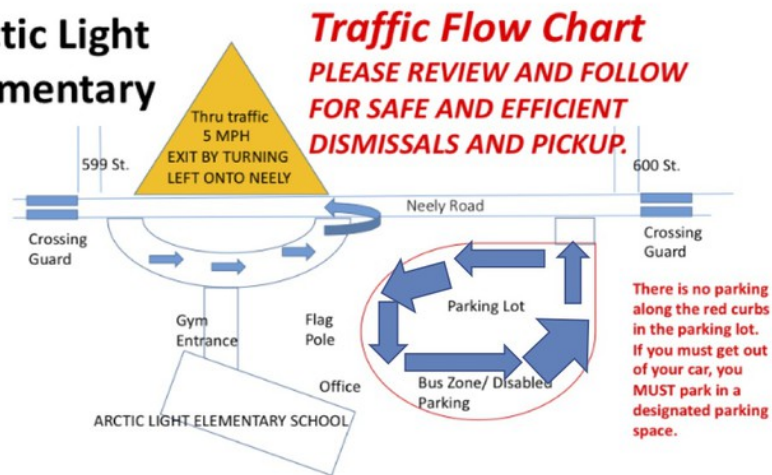 tic Light
mentary
Traffic Flow Chart
PLEASE REVIEW AND FOLLOW
FOR SAFE AND EFFICIENT
DISMISSALS AND PICKUP.
Thru traffic
5 MPH
EXIT BY TURNING
LEFT ONTO NEELY
599 St.
600 St.
Neely Road
Crossing
Guard
Crossing
Guard
Gym
Entrance
Flag
Pole
Parking Lot
Office
Bus Zone/ Disabled
Parking
ARCTIC LIGHT ELEMENTARY SCHOOL
There is no parking
along the red curbs
in the parking lot.
If you must get out
of your car, you
MUST park in a
designated parking
space.